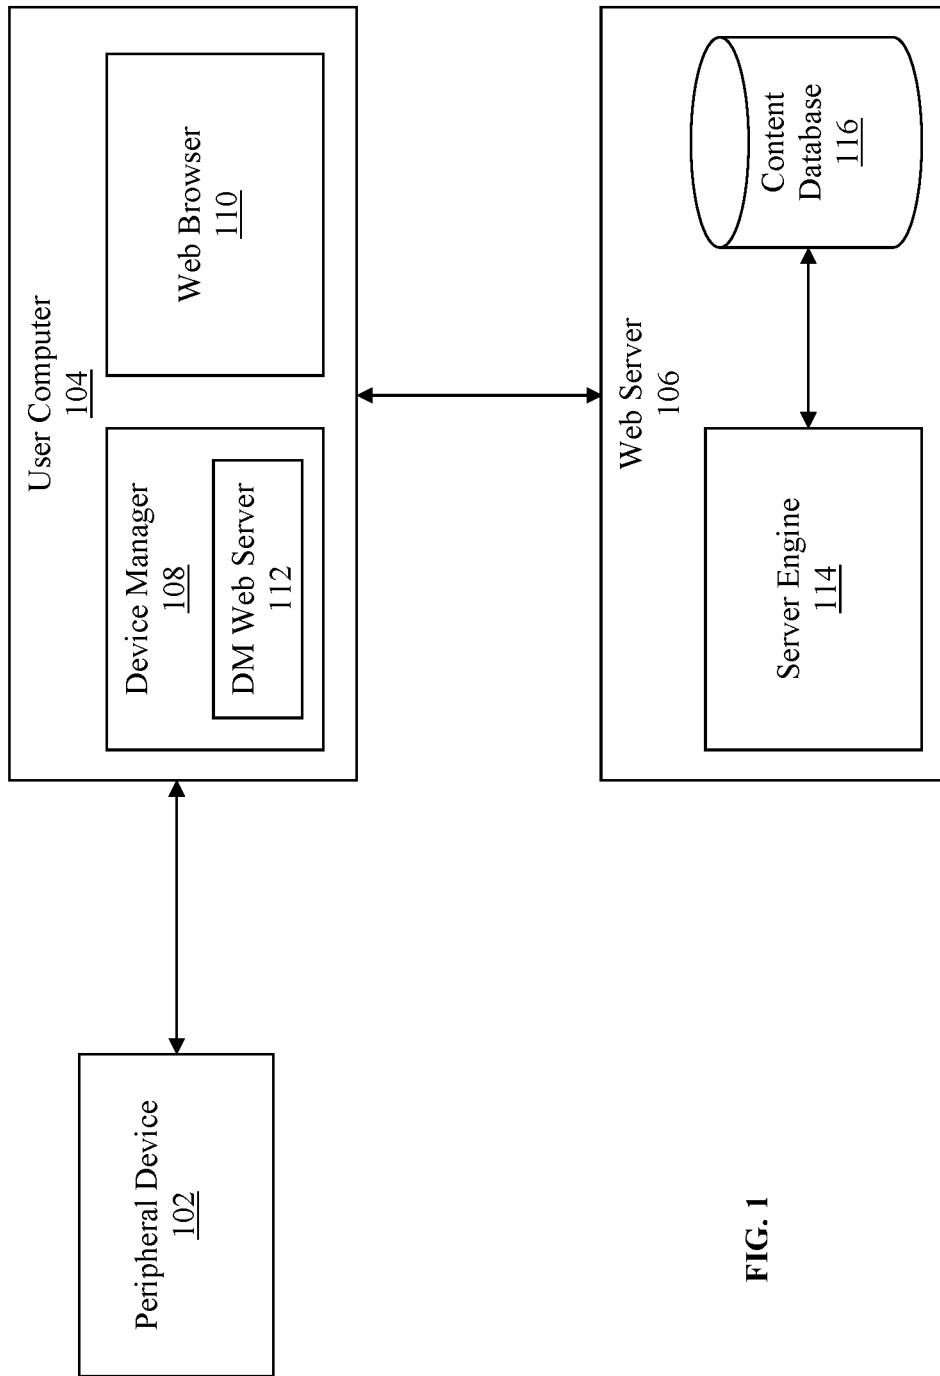 User Computer
104
Device Manager
108
DM Web Server
112
Web Browser
110
Peripheral Device
102
Web Server
106
Server Engine
114
Content
Database
116
FIG. 1